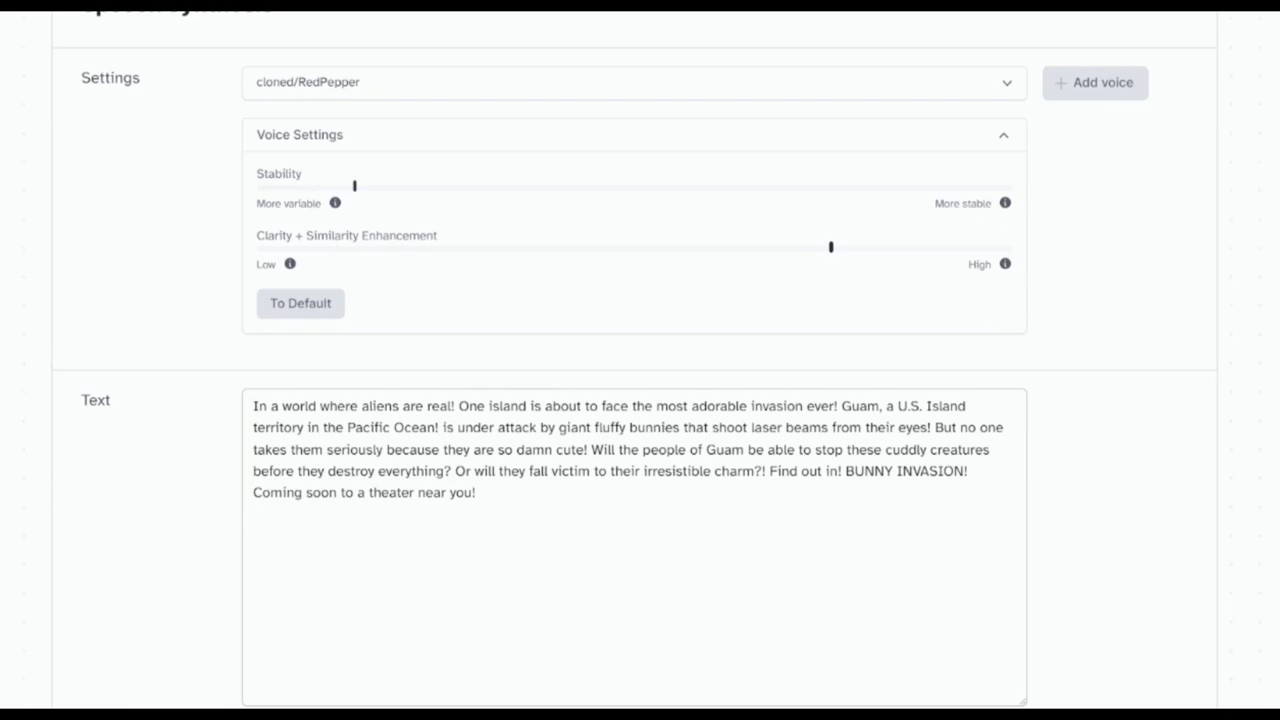 Settings
cloned/RedPepper
+ Add voice
Voice Settings
Stability
More variable
More stable
Clarity + Similarity Enhancement
Low
High
To Default
Text
In a world where aliens are real! One island is about to face the most adorable invasion ever! Guam, a U.S. Island
territory in the Pacific Ocean! is under attack by giant fluffy bunnies that shoot laser beams from their eyes! But no one
takes them seriously because they are so damn cute! Will the people of Guam be able to stop these cuddly creatures
before they destroy everything? Or will they fall victim to their irresistible charm?! Find out in! BUNNY INVASION!
Coming soon to a theater near you!